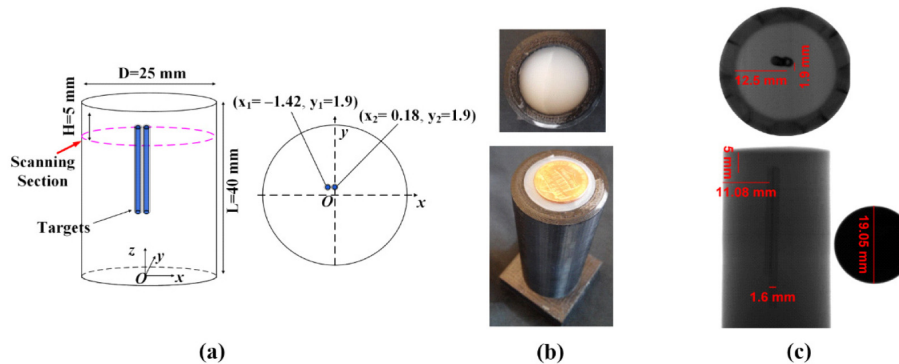 D=25 mm
H=5 mm
Scanning
Section
Targets
L=40 mm
z
y
O
x
(x₁= –1.42, y₁=1.9)
(x₂= 0.18, y₂=1.9)
y
O
x
12.5 mm
1.9 mm
5 mm
11.08 mm
1.6 mm
19.05 mm
(a)
(b)
(c)